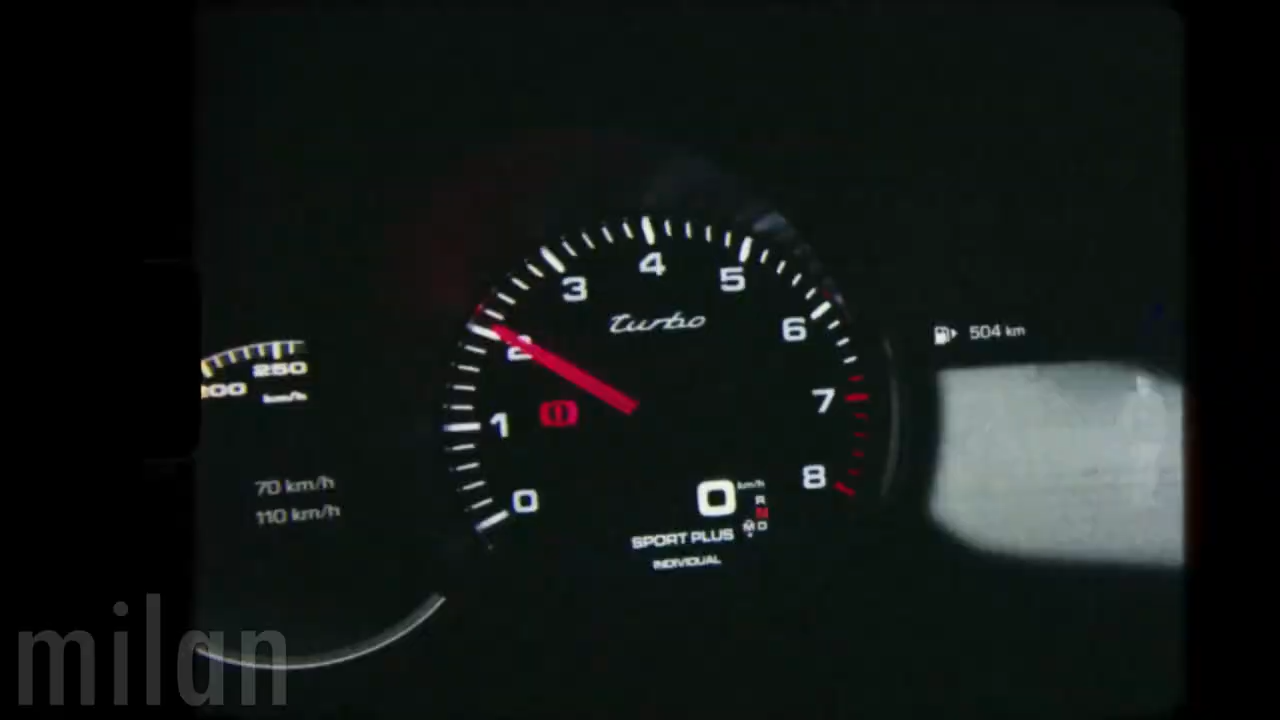 4
3
5
Turbo
6
504 km
2
250
km/h
7
1
8
0
70 km/h
110 km/h
0 km/h
R
N
M D
SPORT PLUS
INDIVIDUAL
milan